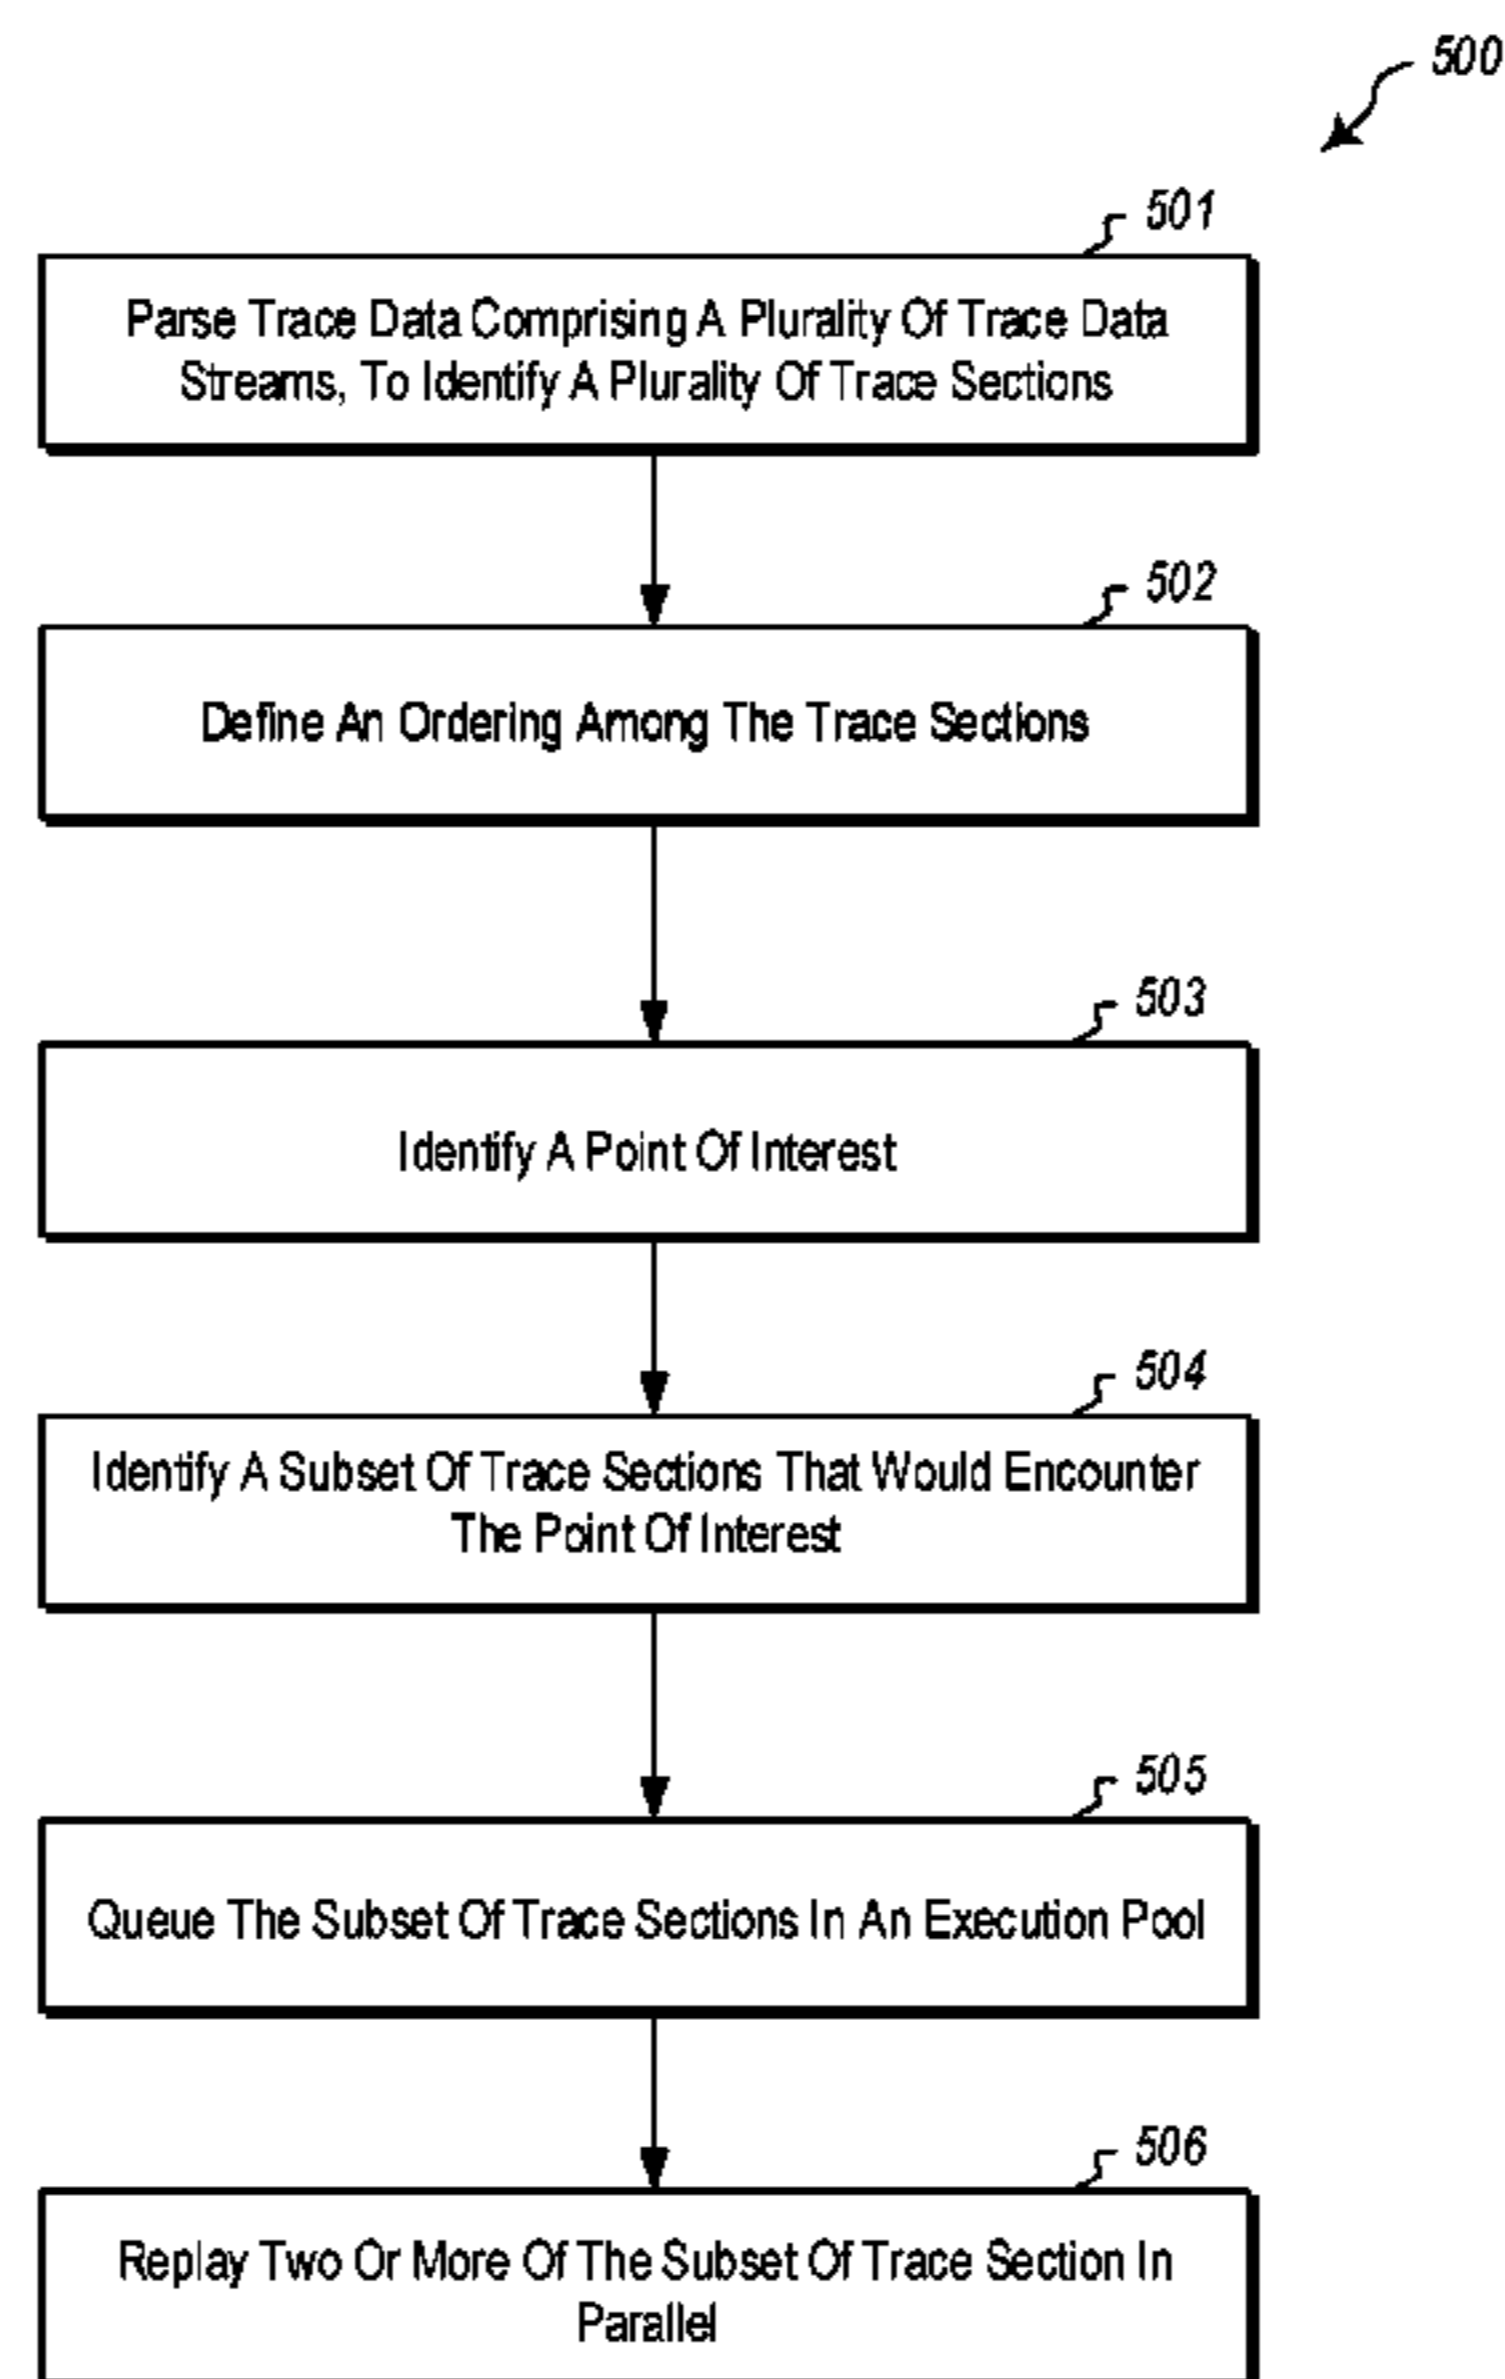 500
501
Parse Trace Data Comprising A Plurality Of Trace Data
Streams, To Identify A Plurality Of Trace Sections
502
Define An Ordering Among The Trace Sections
503
Identify A Point Of Interest
504
Identify A Subset Of Trace Sections That Would Encounter
The Point Of Interest
505
Queue The Subset Of Trace Sections In An Execution Pool
506
Replay Two Or More Of The Subset Of Trace Section In
Parallel